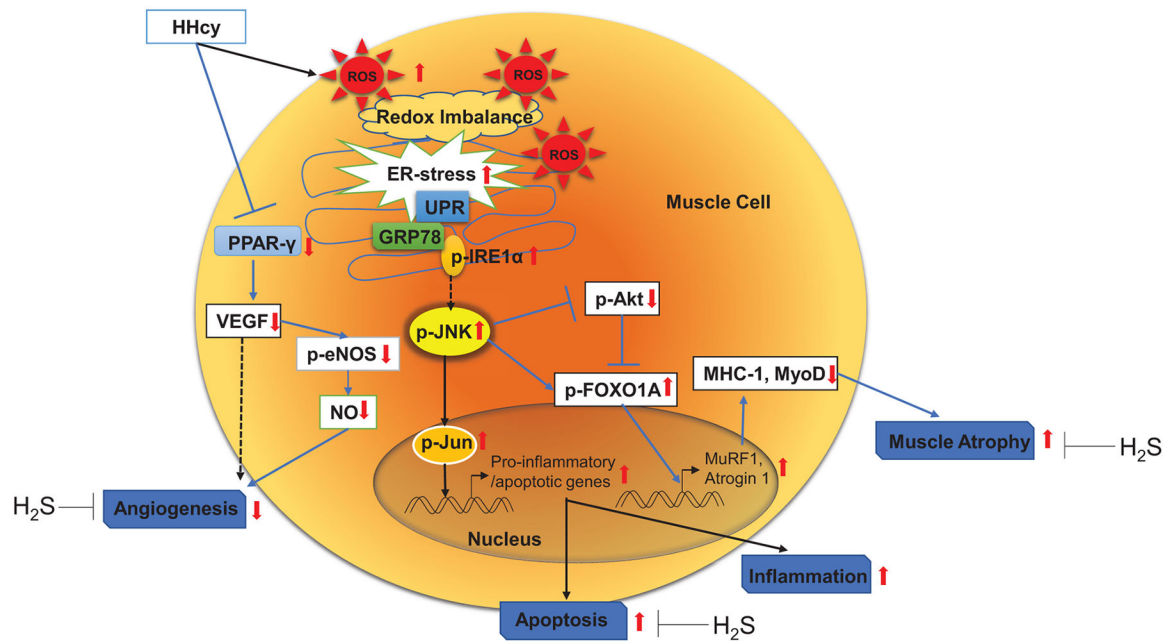 HHcy
ROS
ROS
Redox Imbalance
ROS
ER-stress
UPR
Muscle Cell
PPAR-γ
GRP78
p-IRE1α
p-Akt
VEGF
p-JNK
p-eNOS
MHC-1, MyoD
p-FOXO1A
NO
p-Jun
Muscle Atrophy
H₂S
Pro-inflammatory
/apoptotic genes
MuRF1,
Atrogin 1
H₂S
Angiogenesis
Nucleus
Inflammation
Apoptosis
H₂S